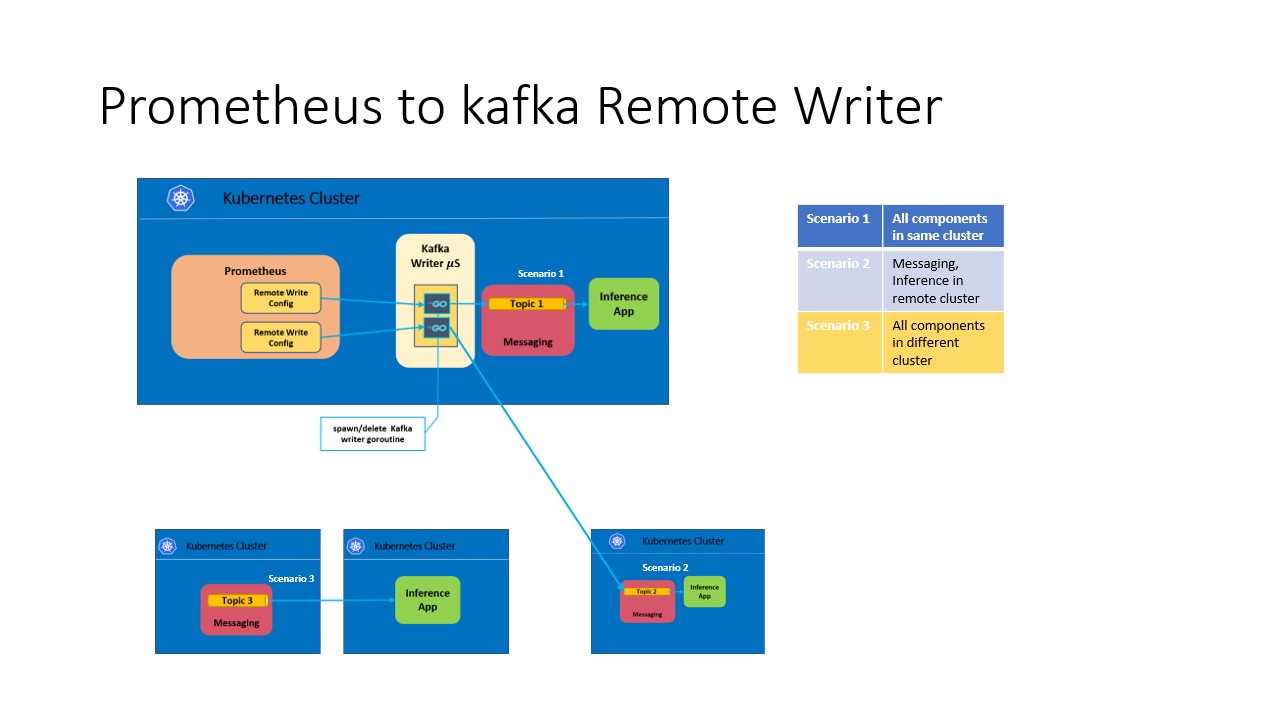 Prometheus to kafka Remote Writer
Kubernetes Cluster
Prometheus
Remote Write
Config
Remote Write
Config
Kafka
Writer µS
GO
GO
Scenario 1
Topic 1
Messaging
Inference
App
spawn/delete Kafka
writer goroutine
Scenario 1
All components
in same cluster
Scenario 2
Messaging,
Inference in
remote cluster
Scenario 3
All components
in different
cluster
Kubernetes Cluster
Scenario 3
Topic 3
Messaging
Kubernetes Cluster
Inference
App
Kubernetes Cluster
Scenario 2
Topic 2
Messaging
Inference
App